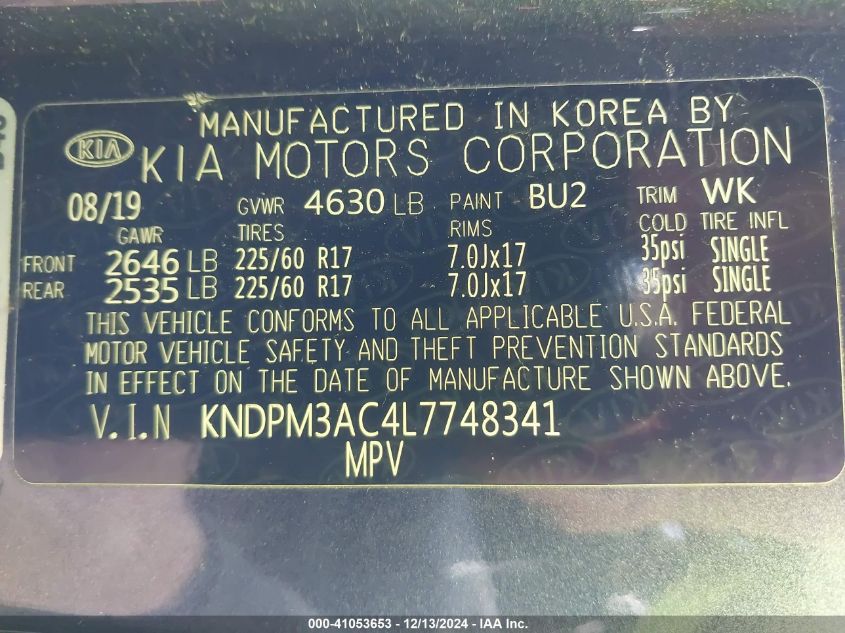 MANUFACTURED IN KOREA BY
KIA KIA MOTORS CORPORATION
08/19 GVWR 4630 LB PAINT BU2 TRIM WK
GAWR TIRES RIMS COLD TIRE INFL
FRONT 2646 LB 225/60 R17 7.0Jx17 35psi SINGLE
REAR 2535 LB 225/60 R17 7.0Jx17 35psi SINGLE
THIS VEHICLE CONFORMS TO ALL APPLICABLE U.S.A. FEDERAL
MOTOR VEHICLE SAFETY AND THEFT PREVENTION STANDARDS
IN EFFECT ON THE DATE OF MANUFACTURE SHOWN ABOVE.
V.I.N KNDPM3AC4L7748341
MPV
000-41053653 - 12/13/2024 - IAA Inc.